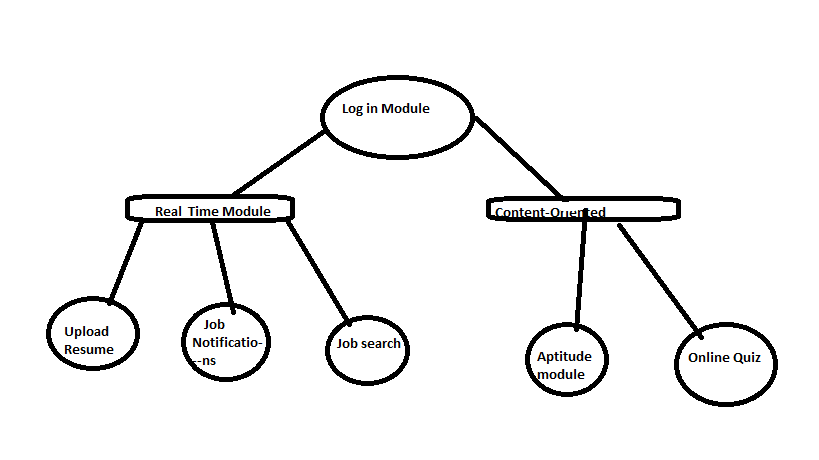 Log in Module
Real Time Module
Content-Oriented
Upload
Resume
Job
Notificatio-
--ns
Job search
Aptitude
module
Online Quiz